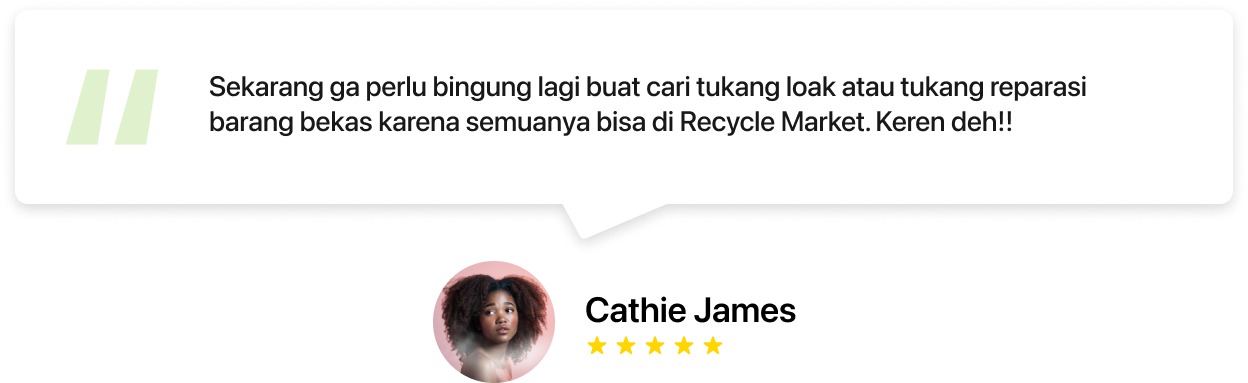 Sekarang ga perlu bingung lagi buat cari tukang loak atau tukang reparasi
barang bekas karena semuanya bisa di Recycle Market. Keren deh!!
Cathie James